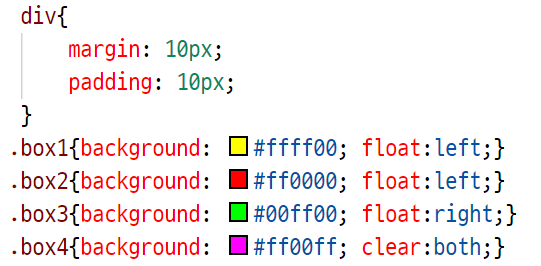 div{
margin: 10px;
padding: 10px;
}
.box1{background: #ffff00; float:left;}
.box2{background: #ff0000; float:left;}
.box3{background: #00ff00; float:right;}
.box4{background: #ff00ff; clear:both;}